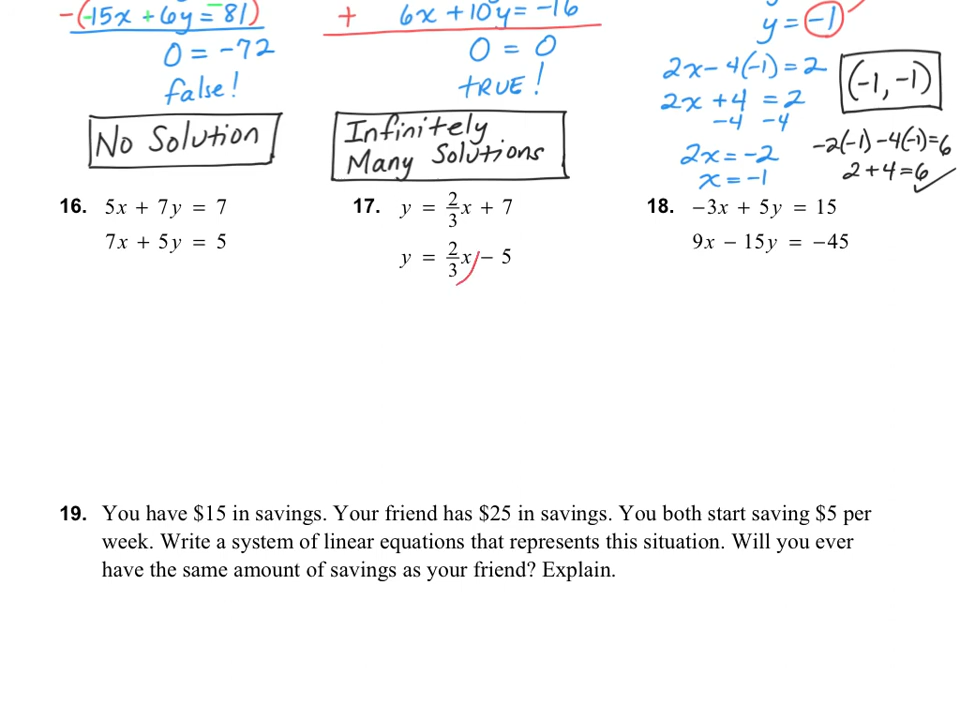 -(15x + 6y = -81)
0 = -72
false!
No Solution
+ 6x + 10y = -16
0 = 0
TRUE!
Infinitely
Many Solutions
y = -1
2x - 4(-1) = 2
2x + 4 = 2
-4 -4
2x = -2
x = -1
(-1, -1)
-2(-1) - 4(-1) = 6
2 + 4 = 6 ✓
16. 5x + 7y = 7
7x + 5y = 5
17. y = 2/3 x + 7
y = 2/3 x - 5
18. -3x + 5y = 15
9x - 15y = -45
19. You have $15 in savings. Your friend has $25 in savings. You both start saving $5 per
week. Write a system of linear equations that represents this situation. Will you ever
have the same amount of savings as your friend? Explain.